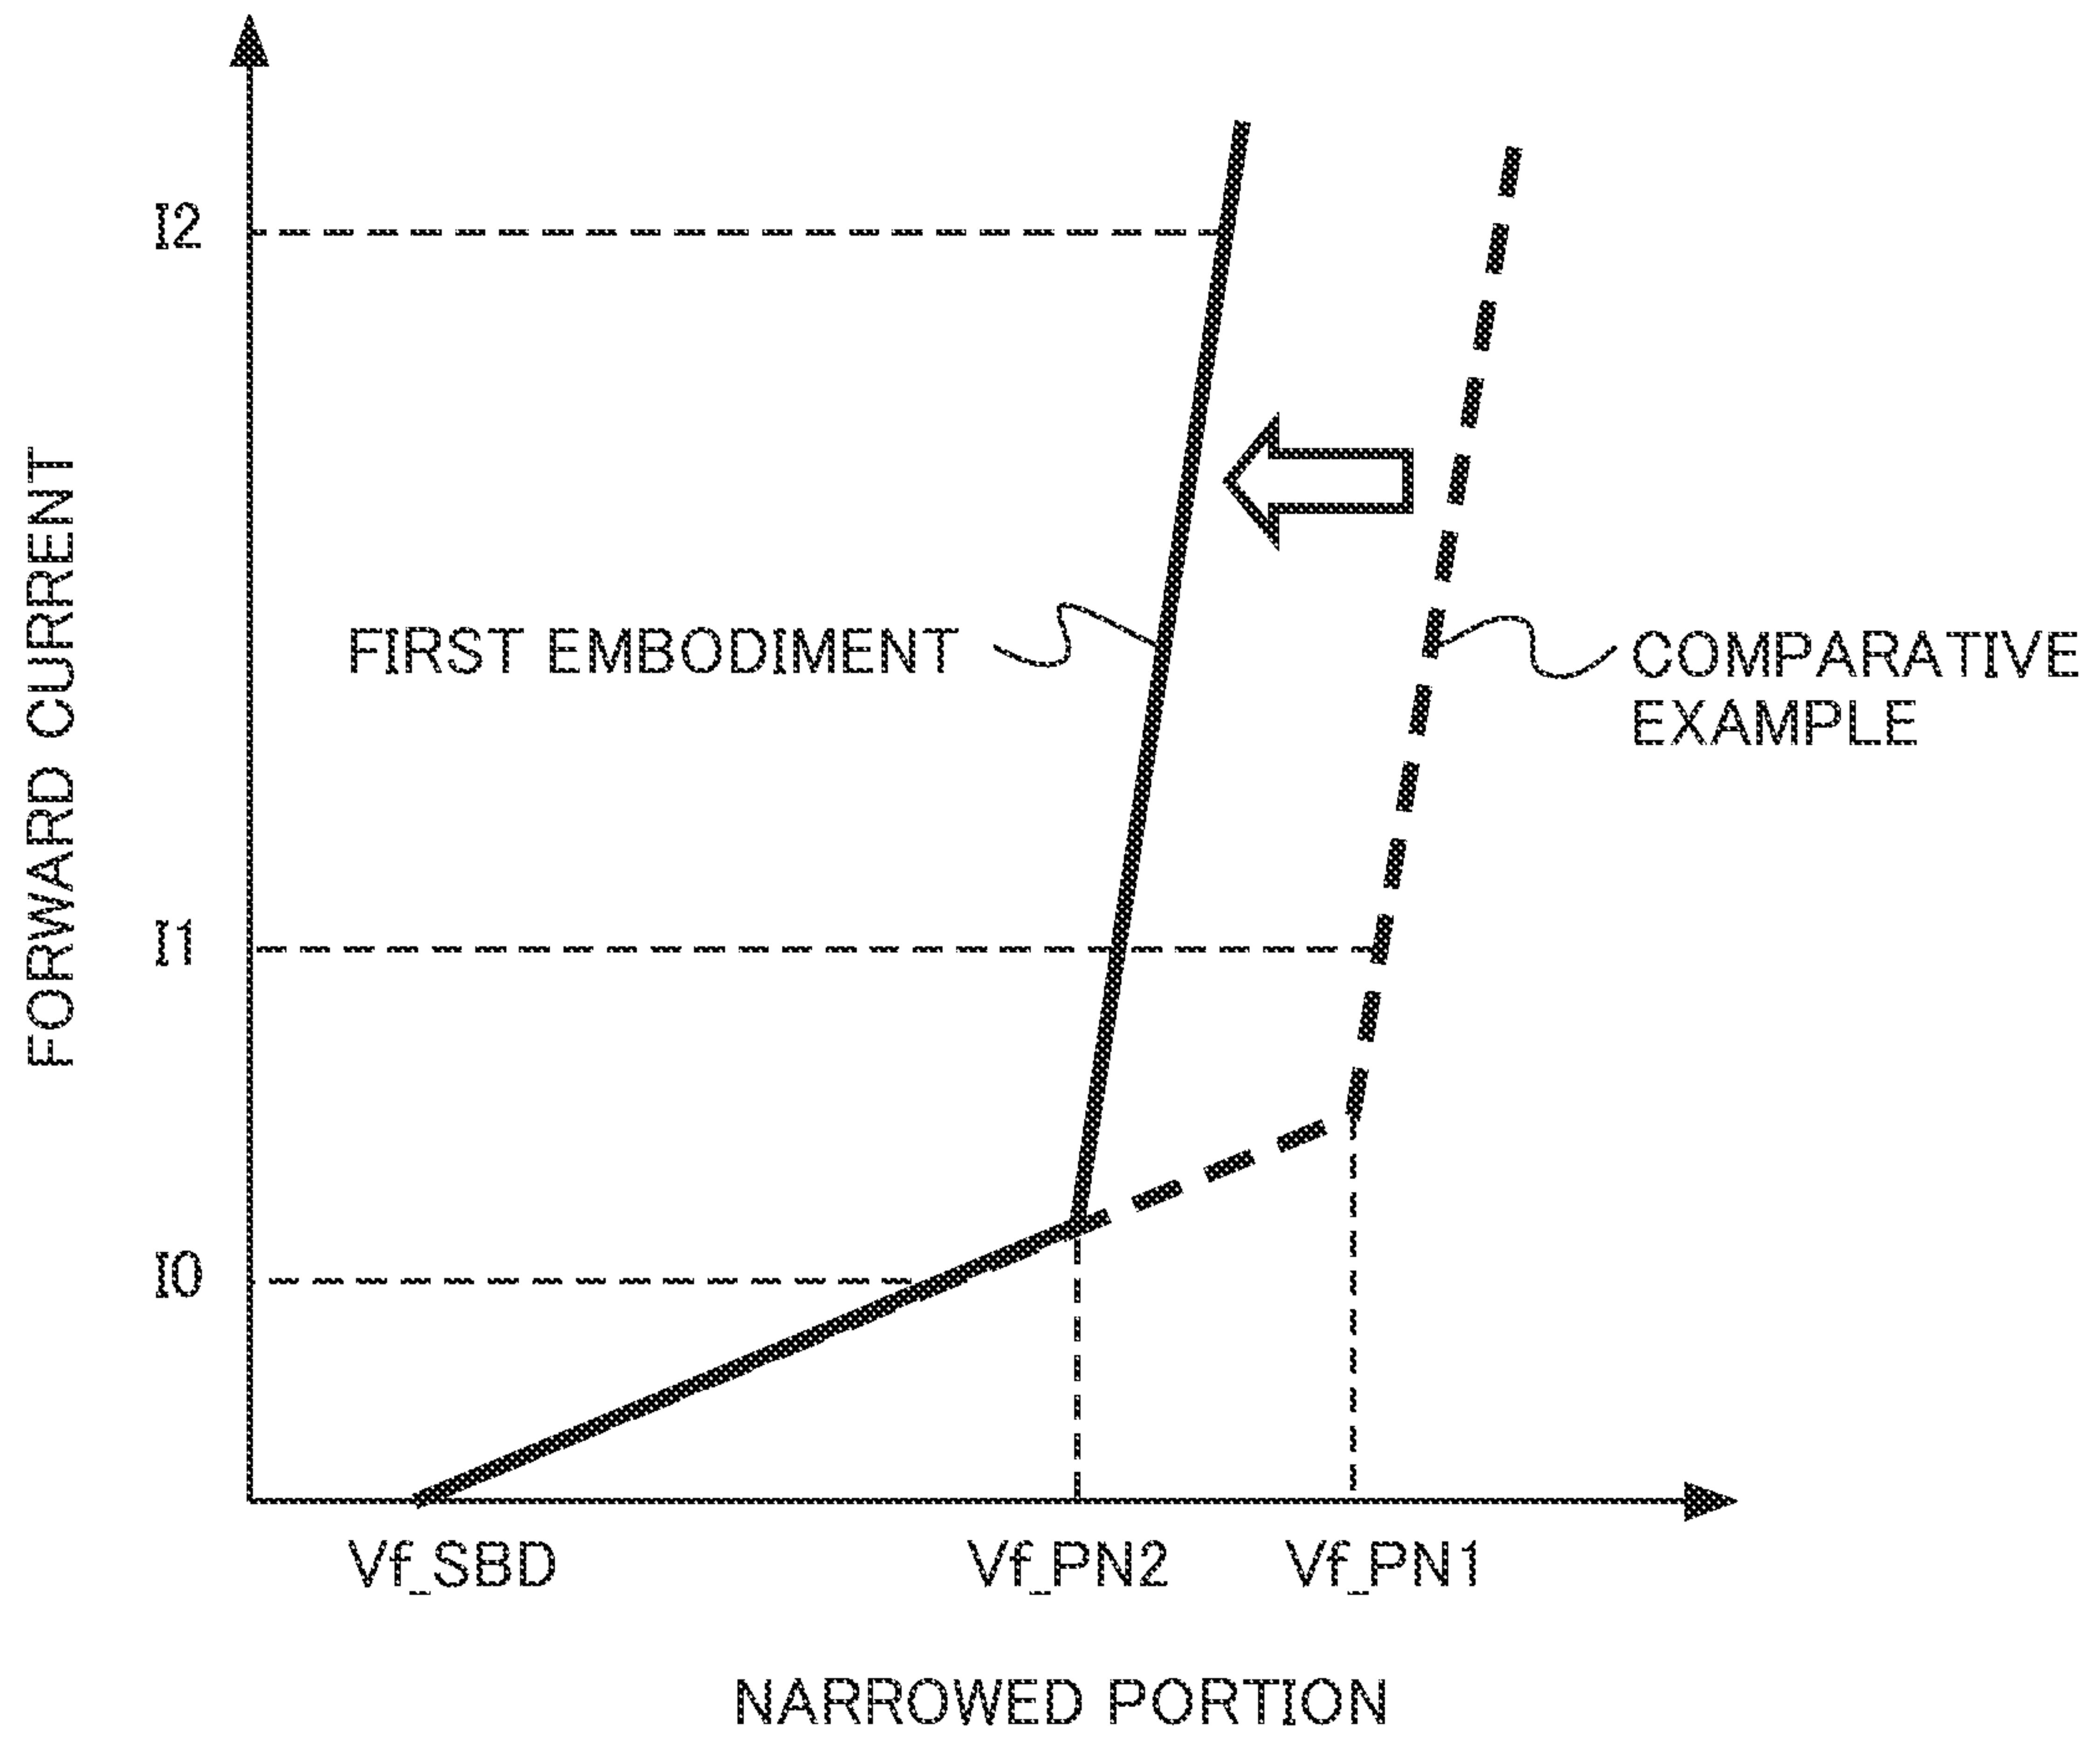 I2
FORWARD CURRENT
FIRST EMBODIMENT
COMPARATIVE
EXAMPLE
I1
I0
Vf_SBD
Vf_PN2
Vf_PN1
NARROWED PORTION